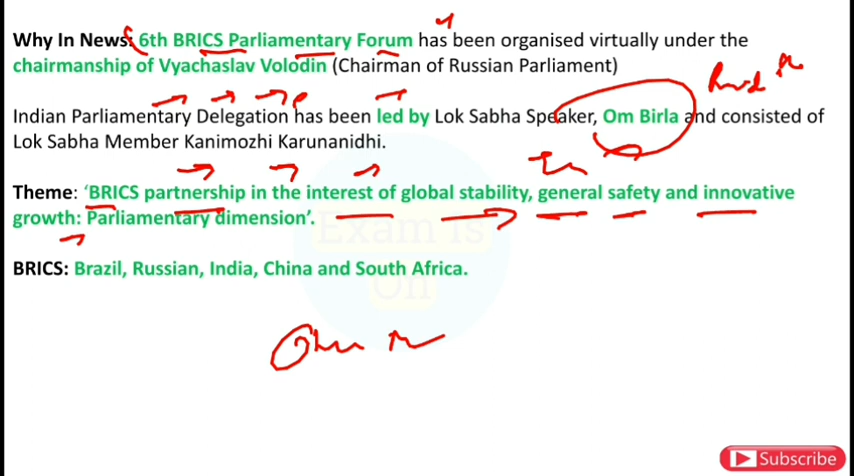 Why In News: 6th BRICS Parliamentary Forum has been organised virtually under the
chairmanship of Vyachaslav Volodin (Chairman of Russian Parliament)
Indian Parliamentary Delegation has been led by Lok Sabha Speaker, Om Birla and consisted of
Lok Sabha Member Kanimozhi Karunanidhi.
Theme: ‘BRICS partnership in the interest of global stability, general safety and innovative
growth: Parliamentary dimension’.
Exam is
On
BRICS: Brazil, Russian, India, China and South Africa.
Subscribe